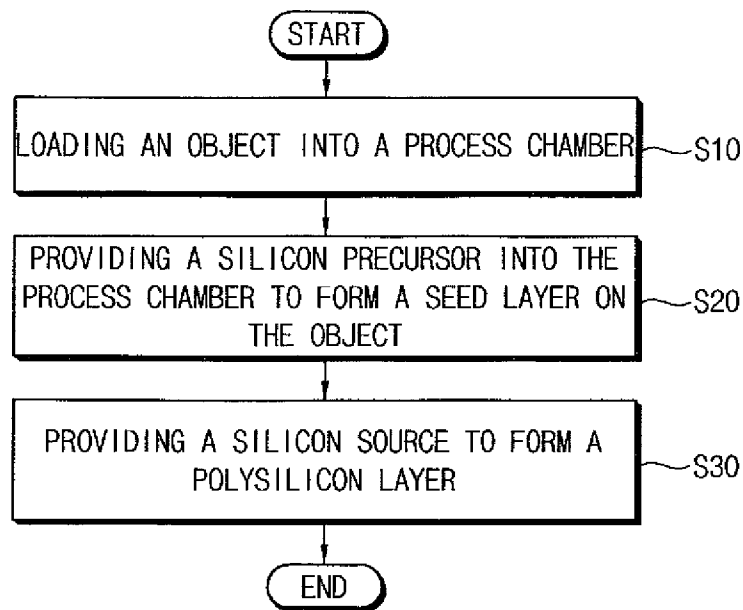 START
LOADING AN OBJECT INTO A PROCESS CHAMBER
S10
PROVIDING A SILICON PRECURSOR INTO THE
PROCESS CHAMBER TO FORM A SEED LAYER ON
THE OBJECT
S20
PROVIDING A SILICON SOURCE TO FORM A
POLYSILICON LAYER
S30
END